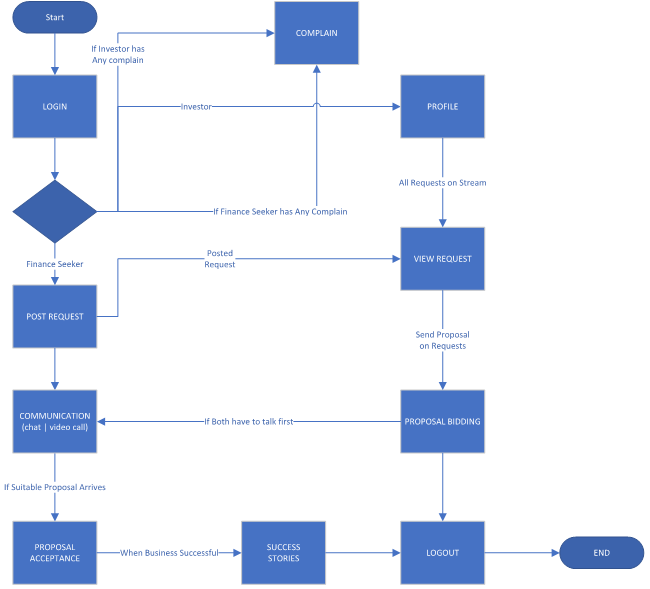 Start
COMPLAIN
If Investor has
Any complain
LOGIN
Investor
PROFILE
All Requests on Stream
If Finance Seeker has Any Complain
Finance Seeker
Posted
Request
VIEW REQUEST
POST REQUEST
Send Proposal
on Requests
COMMUNICATION
(chat | video call)
If Both have to talk first
PROPOSAL BIDDING
If Suitable Proposal Arrives
PROPOSAL
ACCEPTANCE
When Business Successful
SUCCESS
STORIES
LOGOUT
END